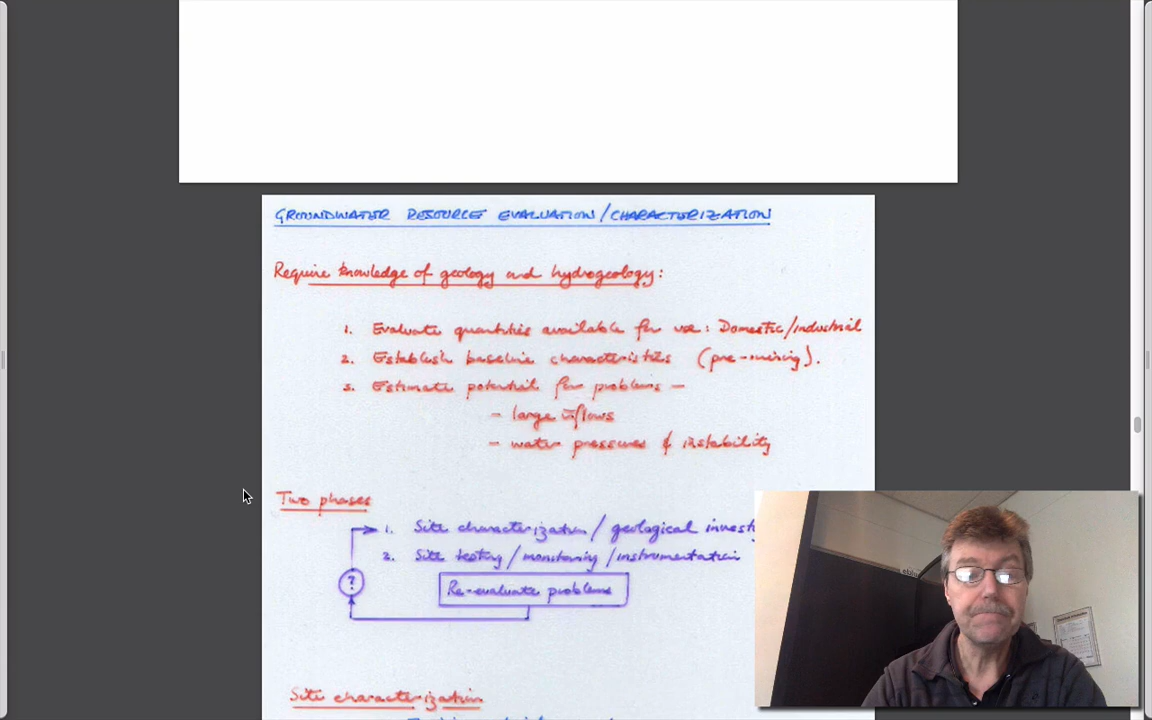 GROUNDWATER RESOURCE EVALUATION/CHARACTERIZATION
Require knowledge of geology and hydrogeology:
1. Evaluate quantities available for use: Domestic/industrial
2. Establish baseline characteristics (pre-mining).
3. Estimate potential for problems -
- large inflows
- water pressures & instability
Two phases
1. Site characterization/geological invest
2. Site testing/monitoring/instrumentation
?
Re-evaluate problems
Site characterization